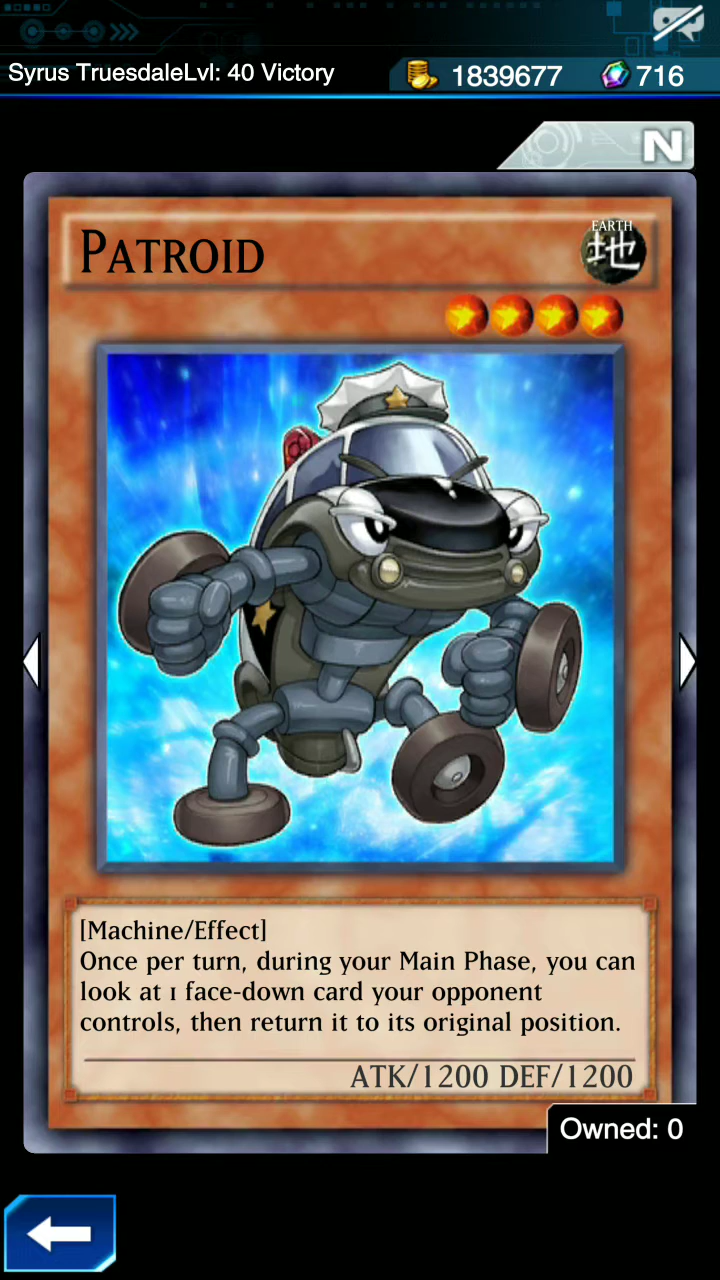 Syrus TruesdaleLvl: 40 Victory
1839677
716
N
Patroid
EARTH
地
[Machine/Effect]
Once per turn, during your Main Phase, you can
look at 1 face-down card your opponent
controls, then return it to its original position.
ATK/1200 DEF/1200
Owned: 0